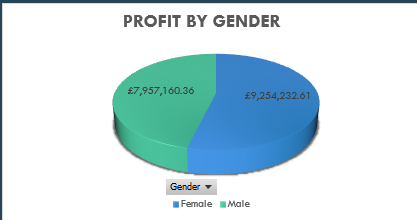 PROFIT BY GENDER
£7,957,160.36
£9,254,232.61
Gender
Female Male